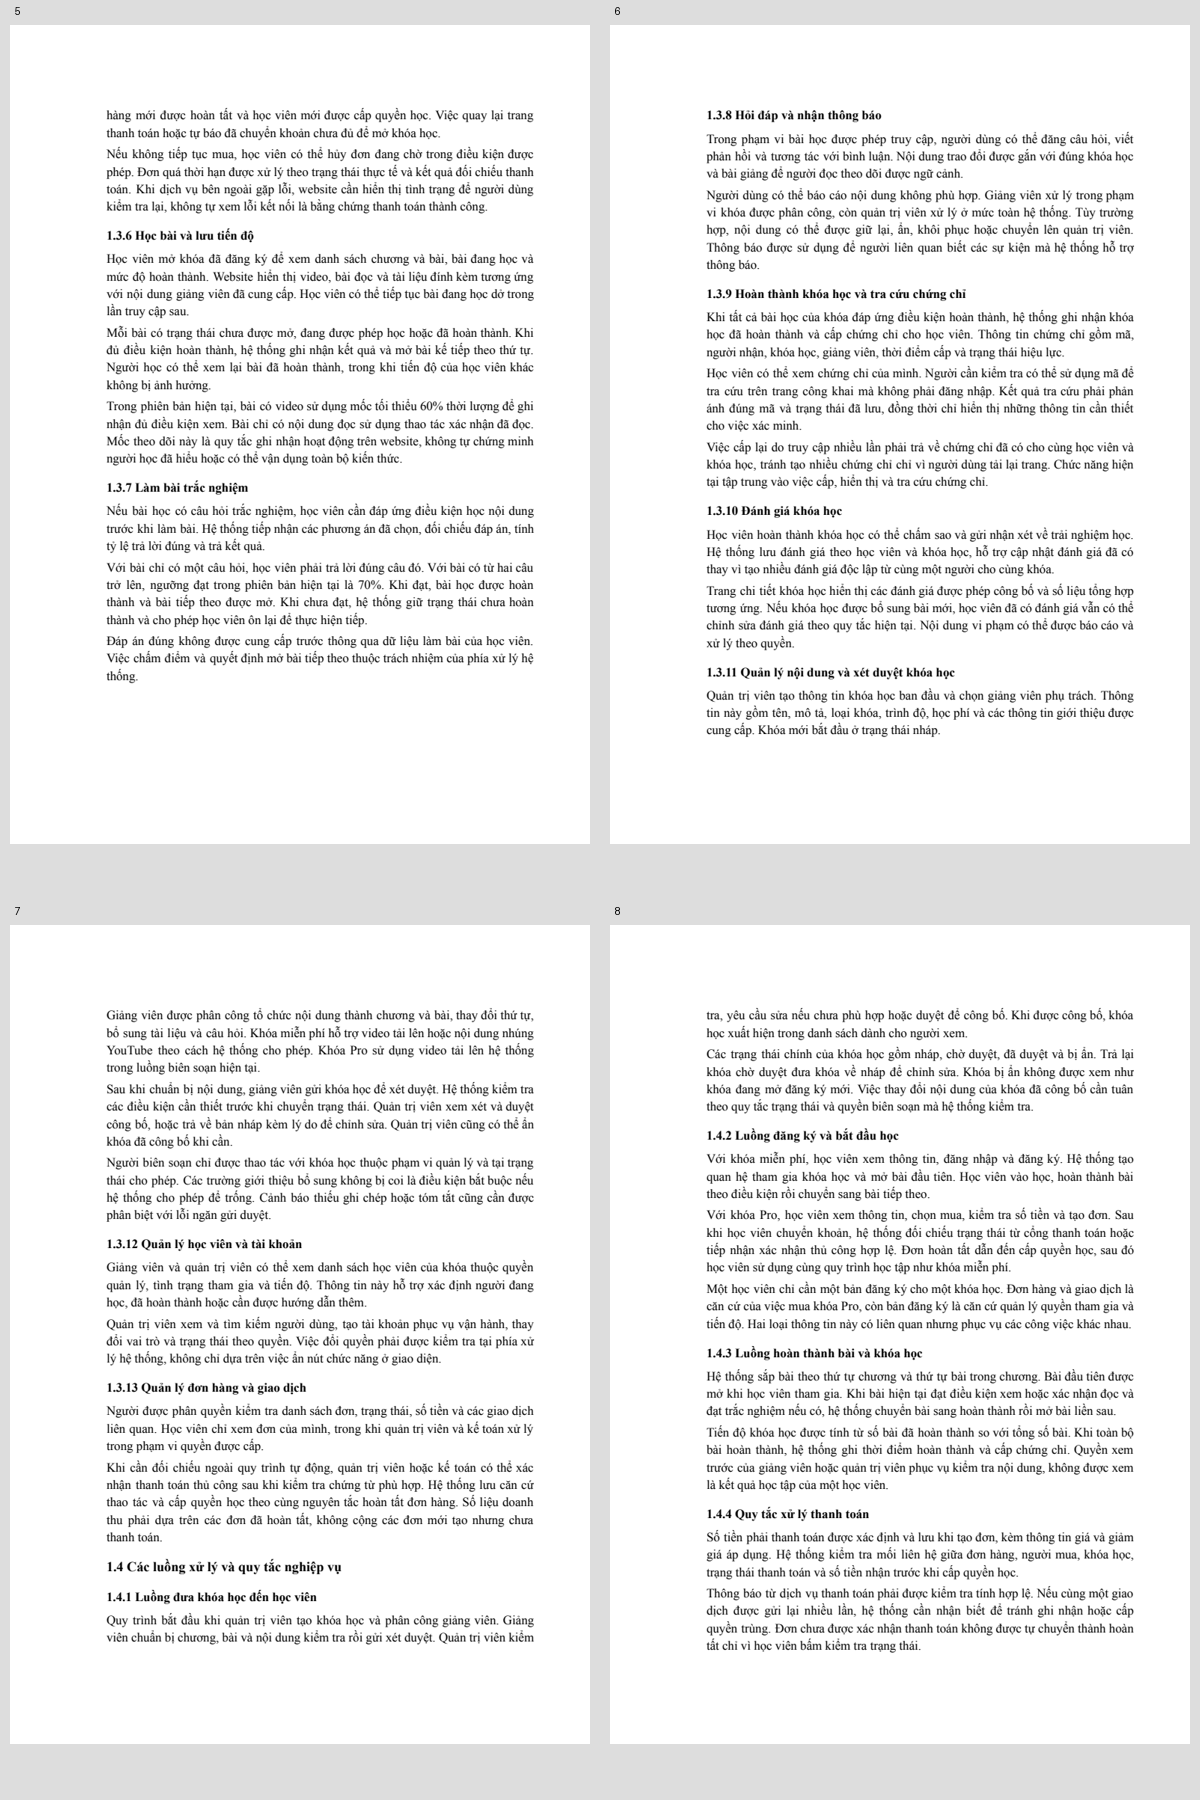 5
hàng mới được hoàn tất và học viên mới được cấp quyền học. Việc quay lại trang
thanh toán hoặc tự báo đã chuyển khoản chưa đủ để mở khóa học.
Nếu không tiếp tục mua, học viên có thể hủy đơn đang chờ trong điều kiện được
phép. Đơn quá thời hạn được xử lý theo trạng thái thực tế và kết quả đối chiếu thanh
toán. Khi dịch vụ bên ngoài gặp lỗi, website cần hiển thị tình trạng để người dùng
kiểm tra lại, không tự xem lỗi kết nối là bằng chứng thanh toán thành công.
1.3.6 Học bài và lưu tiến độ
Học viên mở khóa đã đăng ký để xem danh sách chương và bài, bài đang học và
mức độ hoàn thành. Website hiển thị video, bài đọc và tài liệu đính kèm tương ứng
với nội dung giảng viên đã cung cấp. Học viên có thể tiếp tục bài đang học dở trong
lần truy cập sau.
Mỗi bài có trạng thái chưa được mở, đang được phép học hoặc đã hoàn thành. Khi
đủ điều kiện hoàn thành, hệ thống ghi nhận kết quả và mở bài kế tiếp theo thứ tự.
Người học có thể xem lại bài đã hoàn thành, trong khi tiến độ của học viên khác
không bị ảnh hưởng.
Trong phiên bản hiện tại, bài có video sử dụng mốc tối thiểu 60% thời lượng để ghi
nhận đủ điều kiện xem. Bài chỉ có nội dung đọc sử dụng thao tác xác nhận đã đọc.
Mốc theo dõi này là quy tắc ghi nhận hoạt động trên website, không tự chứng minh
người học đã hiểu hoặc có thể vận dụng toàn bộ kiến thức.
1.3.7 Làm bài trắc nghiệm
Nếu bài học có câu hỏi trắc nghiệm, học viên cần đáp ứng điều kiện học nội dung
trước khi làm bài. Hệ thống tiếp nhận các phương án đã chọn, đối chiếu đáp án, tính
tỷ lệ trả lời đúng và trả kết quả.
Với bài chỉ có một câu hỏi, học viên phải trả lời đúng câu đó. Với bài có từ hai câu
trở lên, ngưỡng đạt trong phiên bản hiện tại là 70%. Khi đạt, bài học được hoàn
thành và bài tiếp theo được mở. Khi chưa đạt, hệ thống giữ trạng thái chưa hoàn
thành và cho phép học viên ôn lại để thực hiện tiếp.
Đáp án đúng không được cung cấp trước thông qua dữ liệu làm bài của học viên.
Việc chấm điểm và quyết định mở bài tiếp theo thuộc trách nhiệm của phía xử lý hệ
thống.
6
1.3.8 Hỏi đáp và nhận thông báo
Trong phạm vi bài học được phép truy cập, người dùng có thể đăng câu hỏi, viết
phản hồi và tương tác với bình luận. Nội dung trao đổi được gắn với đúng khóa học
và bài giảng để người đọc theo dõi được ngữ cảnh.
Người dùng có thể báo cáo nội dung không phù hợp. Giảng viên xử lý trong phạm
vi khóa được phân công, còn quản trị viên xử lý ở mức toàn hệ thống. Tùy trường
hợp, nội dung có thể được giữ lại, ẩn, khôi phục hoặc chuyển lên quản trị viên.
Thông báo được sử dụng để người liên quan biết các sự kiện mà hệ thống hỗ trợ
thông báo.
1.3.9 Hoàn thành khóa học và tra cứu chứng chỉ
Khi tất cả bài học của khóa đáp ứng điều kiện hoàn thành, hệ thống ghi nhận khóa
học đã hoàn thành và cấp chứng chỉ cho học viên. Thông tin chứng chỉ gồm mã,
người nhận, khóa học, giảng viên, thời điểm cấp và trạng thái hiệu lực.
Học viên có thể xem chứng chỉ của mình. Người cần kiểm tra có thể sử dụng mã để
tra cứu trên trang công khai mà không phải đăng nhập. Kết quả tra cứu phải phản
ánh đúng mã và trạng thái đã lưu, đồng thời chỉ hiển thị những thông tin cần thiết
cho việc xác minh.
Việc cấp lại do truy cập nhiều lần phải trả về chứng chỉ đã có cho cùng học viên và
khóa học, tránh tạo nhiều chứng chỉ chỉ vì người dùng tải lại trang. Chức năng hiện
tại tập trung vào việc cấp, hiển thị và tra cứu chứng chỉ.
1.3.10 Đánh giá khóa học
Học viên hoàn thành khóa học có thể chấm sao và gửi nhận xét về trải nghiệm học.
Hệ thống lưu đánh giá theo học viên và khóa học, hỗ trợ cập nhật đánh giá đã có
thay vì tạo nhiều đánh giá độc lập từ cùng một người cho cùng khóa.
Trang chi tiết khóa học hiển thị các đánh giá được phép công bố và số liệu tổng hợp
tương ứng. Nếu khóa học được bổ sung bài mới, học viên đã có đánh giá vẫn có thể
chỉnh sửa đánh giá theo quy tắc hiện tại. Nội dung vi phạm có thể được báo cáo và
xử lý theo quyền.
1.3.11 Quản lý nội dung và xét duyệt khóa học
Quản trị viên tạo thông tin khóa học ban đầu và chọn giảng viên phụ trách. Thông
tin này gồm tên, mô tả, loại khóa, trình độ, học phí và các thông tin giới thiệu được
cung cấp. Khóa mới bắt đầu ở trạng thái nháp.
7
Giảng viên được phân công tổ chức nội dung thành chương và bài, thay đổi thứ tự,
bổ sung tài liệu và câu hỏi. Khóa miễn phí hỗ trợ video tải lên hoặc nội dung nhúng
YouTube theo cách hệ thống cho phép. Khóa Pro sử dụng video tải lên hệ thống
trong luồng biên soạn hiện tại.
Sau khi chuẩn bị nội dung, giảng viên gửi khóa học để xét duyệt. Hệ thống kiểm tra
các điều kiện cần thiết trước khi chuyển trạng thái. Quản trị viên xem xét và duyệt
công bố, hoặc trả về bản nháp kèm lý do để chỉnh sửa. Quản trị viên cũng có thể ẩn
khóa đã công bố khi cần.
Người biên soạn chỉ được thao tác với khóa học thuộc phạm vi quản lý và tại trạng
thái cho phép. Các trường giới thiệu bổ sung không bị coi là điều kiện bắt buộc nếu
hệ thống cho phép để trống. Cảnh báo thiếu ghi chép hoặc tóm tắt cũng cần được
phân biệt với lỗi ngăn gửi duyệt.
1.3.12 Quản lý học viên và tài khoản
Giảng viên và quản trị viên có thể xem danh sách học viên của khóa thuộc quyền
quản lý, tình trạng tham gia và tiến độ. Thông tin này hỗ trợ xác định người đang
học, đã hoàn thành hoặc cần được hướng dẫn thêm.
Quản trị viên xem và tìm kiếm người dùng, tạo tài khoản phục vụ vận hành, thay
đổi vai trò và trạng thái theo quyền. Việc đổi quyền phải được kiểm tra tại phía xử
lý hệ thống, không chỉ dựa trên việc ẩn nút chức năng ở giao diện.
1.3.13 Quản lý đơn hàng và giao dịch
Người được phân quyền kiểm tra danh sách đơn, trạng thái, số tiền và các giao dịch
liên quan. Học viên chỉ xem đơn của mình, trong khi quản trị viên và kế toán xử lý
trong phạm vi quyền được cấp.
Khi cần đối chiếu ngoài quy trình tự động, quản trị viên hoặc kế toán có thể xác
nhận thanh toán thủ công sau khi kiểm tra chứng từ phù hợp. Hệ thống lưu căn cứ
thao tác và cấp quyền học theo cùng nguyên tắc hoàn tất đơn hàng. Số liệu doanh
thu phải dựa trên các đơn đã hoàn tất, không cộng các đơn mới tạo nhưng chưa
thanh toán.
1.4 Các luồng xử lý và quy tắc nghiệp vụ
1.4.1 Luồng đưa khóa học đến học viên
Quy trình bắt đầu khi quản trị viên tạo khóa học và phân công giảng viên. Giảng
viên chuẩn bị chương, bài và nội dung kiểm tra rồi gửi xét duyệt. Quản trị viên kiểm
8
tra, yêu cầu sửa nếu chưa phù hợp hoặc duyệt để công bố. Khi được công bố, khóa
học xuất hiện trong danh sách dành cho người xem.
Các trạng thái chính của khóa học gồm nháp, chờ duyệt, đã duyệt và bị ẩn. Trả lại
khóa chờ duyệt đưa khóa về nháp để chỉnh sửa. Khóa bị ẩn không được xem như
khóa đang mở đăng ký mới. Việc thay đổi nội dung của khóa đã công bố cần tuân
theo quy tắc trạng thái và quyền biên soạn mà hệ thống kiểm tra.
1.4.2 Luồng đăng ký và bắt đầu học
Với khóa miễn phí, học viên xem thông tin, đăng nhập và đăng ký. Hệ thống tạo
quan hệ tham gia khóa học và mở bài đầu tiên. Học viên vào học, hoàn thành bài
theo điều kiện rồi chuyển sang bài tiếp theo.
Với khóa Pro, học viên xem thông tin, chọn mua, kiểm tra số tiền và tạo đơn. Sau
khi học viên chuyển khoản, hệ thống đối chiếu trạng thái từ cổng thanh toán hoặc
tiếp nhận xác nhận thủ công hợp lệ. Đơn hoàn tất dẫn đến cấp quyền học, sau đó
học viên sử dụng cùng quy trình học tập như khóa miễn phí.
Một học viên chỉ cần một bản đăng ký cho một khóa học. Đơn hàng và giao dịch là
căn cứ của việc mua khóa Pro, còn bản đăng ký là căn cứ quản lý quyền tham gia và
tiến độ. Hai loại thông tin này có liên quan nhưng phục vụ các công việc khác nhau.
1.4.3 Luồng hoàn thành bài và khóa học
Hệ thống sắp bài theo thứ tự chương và thứ tự bài trong chương. Bài đầu tiên được
mở khi học viên tham gia. Khi bài hiện tại đạt điều kiện xem hoặc xác nhận đọc và
đạt trắc nghiệm nếu có, hệ thống chuyển bài sang hoàn thành rồi mở bài liền sau.
Tiến độ khóa học được tính từ số bài đã hoàn thành so với tổng số bài. Khi toàn bộ
bài hoàn thành, hệ thống ghi thời điểm hoàn thành và cấp chứng chỉ. Quyền xem
trước của giảng viên hoặc quản trị viên phục vụ kiểm tra nội dung, không được xem
là kết quả học tập của một học viên.
1.4.4 Quy tắc xử lý thanh toán
Số tiền phải thanh toán được xác định và lưu khi tạo đơn, kèm thông tin giá và giảm
giá áp dụng. Hệ thống kiểm tra mối liên hệ giữa đơn hàng, người mua, khóa học,
trạng thái thanh toán và số tiền nhận trước khi cấp quyền học.
Thông báo từ dịch vụ thanh toán phải được kiểm tra tính hợp lệ. Nếu cùng một giao
dịch được gửi lại nhiều lần, hệ thống cần nhận biết để tránh ghi nhận hoặc cấp
quyền trùng. Đơn chưa được xác nhận thanh toán không được tự chuyển thành hoàn
tất chỉ vì học viên bấm kiểm tra trạng thái.